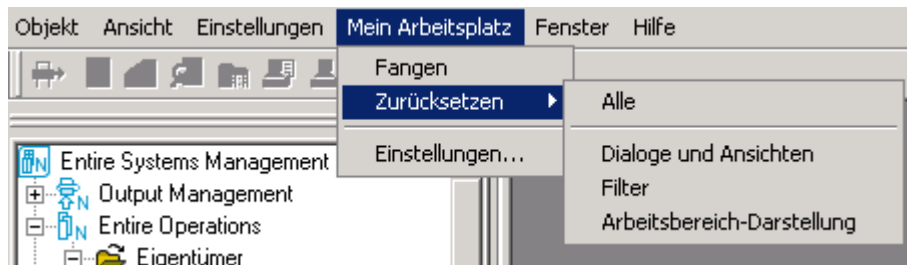 Objekt Ansicht Einstellungen Mein Arbeitsplatz Fenster Hilfe
Fangen
Zurücksetzen
Einstellungen...
Alle
Dialoge und Ansichten
Filter
Arbeitsbereich-Darstellung
N Entire Systems Management
N Output Management
N Entire Operations
Eigentümer